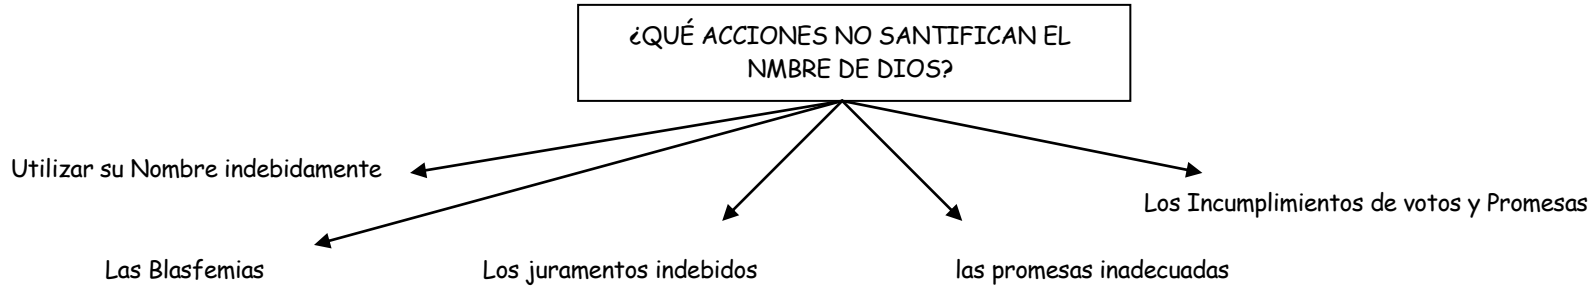 ¿QUÉ ACCIONES NO SANTIFICAN EL
NMBRE DE DIOS?
Utilizar su Nombre indebidamente
Los Incumplimientos de votos y Promesas
Las Blasfemias
Los juramentos indebidos
las promesas inadecuadas